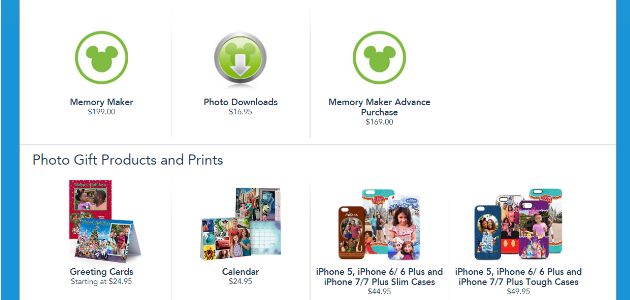 Memory Maker
$199.00
Photo Downloads
$16.95
Memory Maker Advance
Purchase
$169.00
Photo Gift Products and Prints
Greeting Cards
Starting at $24.95
Calendar
$24.95
iPhone 5, iPhone 6/ 6 Plus and
iPhone 7/7 Plus Slim Cases
$44.95
iPhone 5, iPhone 6/ 6 Plus and
iPhone 7/7 Plus Tough Cases
$49.95